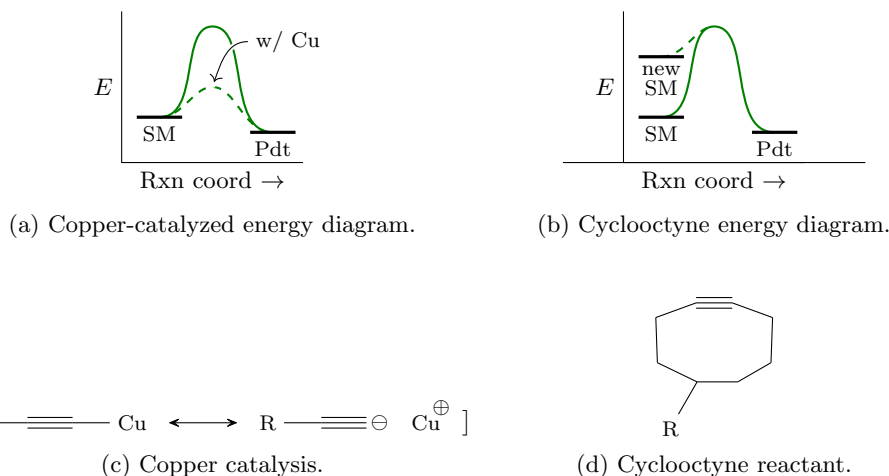 E
w/ Cu
SM
Pdt
Rxn coord →
(a) Copper-catalyzed energy diagram.
E
new
SM
SM
Pdt
Rxn coord →
(b) Cyclooctyne energy diagram.
Cu
R
⊖
Cu⊕ ]
(c) Copper catalysis.
R
(d) Cyclooctyne reactant.